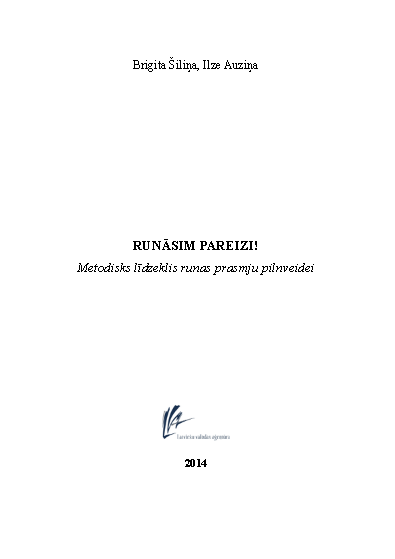 Brigita Šiliņa, Ilze Auziņa
RUNĀSIM PAREIZI!
Metodisks līdzeklis runas prasmju pilnveidei
Latviešu valodas aģentūra
2014